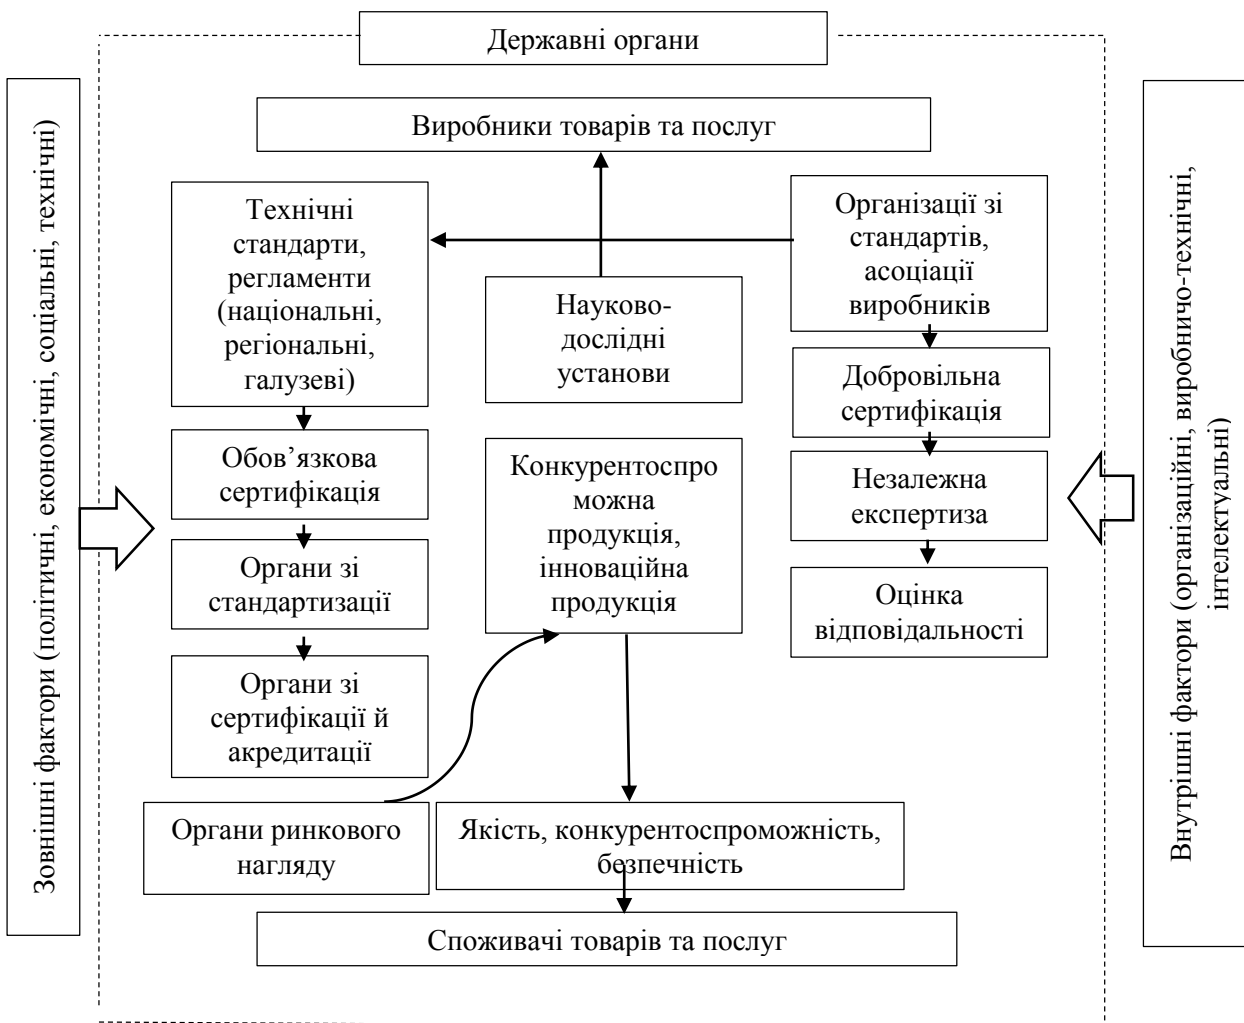 Державні органи
Виробники товарів та послуг
Зовнішні фактори (політичні, економічні, соціальні, технічні)
Технічні
стандарти,
регламенти
(національні,
регіональні,
галузеві)
Обов’язкова
сертифікація
Органи зі
стандартизації
Органи зі
сертифікації й
акредитації
Органи ринкового
нагляду
Науково-
дослідні
установи
Конкурентоспро
можна
продукція,
інноваційна
продукція
Якість, конкурентоспроможність,
безпечність
Споживачі товарів та послуг
Організації зі
стандартів,
асоціації
виробників
Добровільна
сертифікація
Незалежна
експертиза
Оцінка
відповідальності
Внутрішні фактори (організаційні, виробничо-технічні,
інтелектуальні)